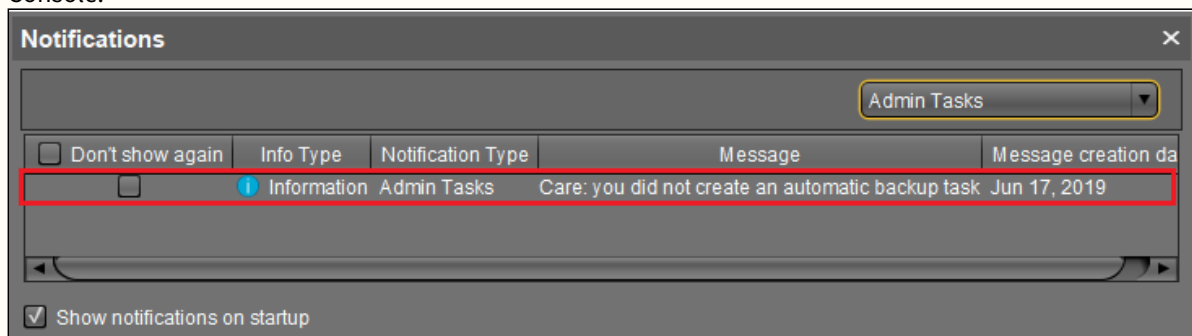 Notifications
Admin Tasks
Don't show again Info Type Notification Type Message Message creation da
Information Admin Tasks Care: you did not create an automatic backup task Jun 17, 2019
Show notifications on startup